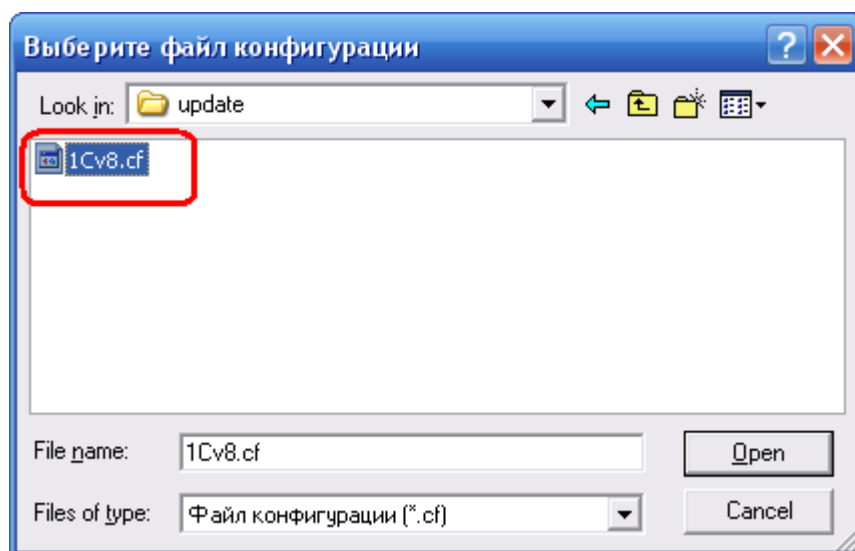 Выберите файл конфигурации
Look in: update
1Cv8.cf
File name: 1Cv8.cf Open
Files of type: Файл конфигурации (*.cf) Cancel